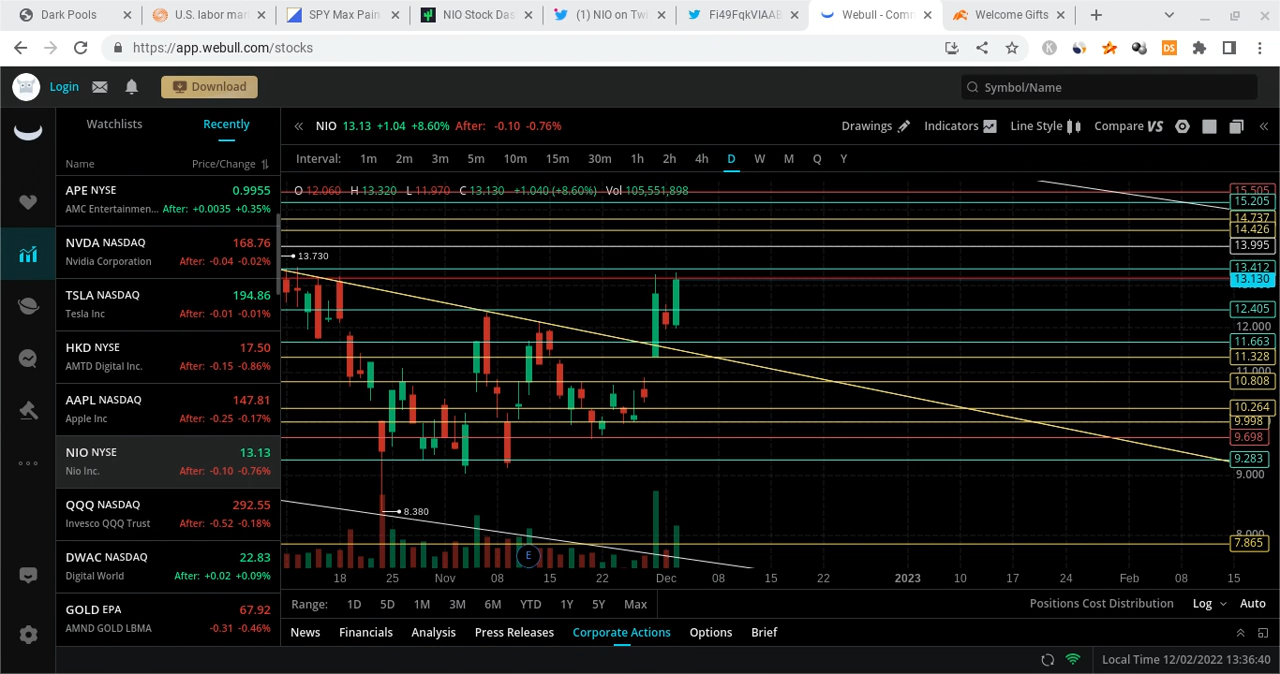 Dark Pools
U.S. labor mar
SPY Max Pain
NIO Stock Das
(1) NIO on Twi
Fi49FqkVIAAE
Webull - Comm
Welcome Gifts
https://app.webull.com/stocks
Login
Download
Symbol/Name
Watchlists
Recently
Name
Price/Change
APE NYSE
0.9955
AMC Entertainmen... After: +0.0035 +0.35%
NVDA NASDAQ
168.76
Nvidia Corporation
After: -0.04 -0.02%
TSLA NASDAQ
194.86
Tesla Inc
After: -0.01 -0.01%
HKD NYSE
17.50
AMTD Digital Inc.
After: -0.15 -0.86%
AAPL NASDAQ
147.81
Apple Inc
After: -0.25 -0.17%
NIO NYSE
13.13
Nio Inc.
After: -0.10 -0.76%
QQQ NASDAQ
292.55
Invesco QQQ Trust
After: -0.52 -0.18%
DWAC NASDAQ
22.83
Digital World
After: +0.02 +0.09%
GOLD EPA
67.92
AMND GOLD LBMA
-0.31 -0.46%
NIO 13.13 +1.04 +8.60% After: -0.10 -0.76%
Drawings
Indicators
Line Style
Compare VS
Interval: 1m 2m 3m 5m 10m 15m 30m 1h 2h 4h D W M Q Y
O 12.060 H 13.320 L 11.970 C 13.130 +1.040 (+8.60%) Vol 105,551,898
15.505
15.205
14.737
14.426
13.995
13.730
13.412
13.130
12.405
12.000
11.663
11.328
11.000
10.808
10.264
9.998
9.698
9.283
9.000
8.380
8.000
7.865
E
18 25 Nov 08 15 22 Dec 08 15 22 2023 10 17 24 Feb 08 15
Range: 1D 5D 1M 3M 6M YTD 1Y 5Y Max
Positions Cost Distribution
Log
Auto
News Financials Analysis Press Releases Corporate Actions Options Brief
Local Time 12/02/2022 13:36:40